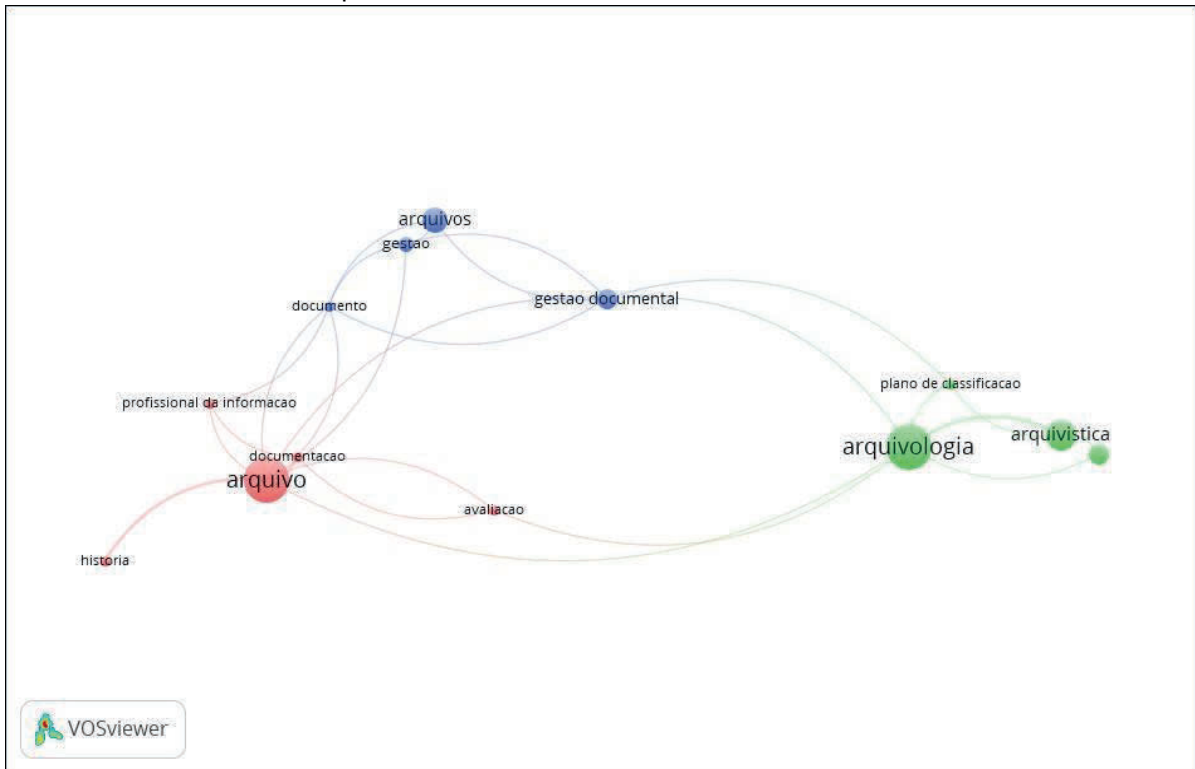 arquivos
gestao
gestao documental
documento
plano de classificacao
profissional da informacao
arquivistica
arquivologia
documentacao
arquivo
avaliacao
historia
VOSviewer